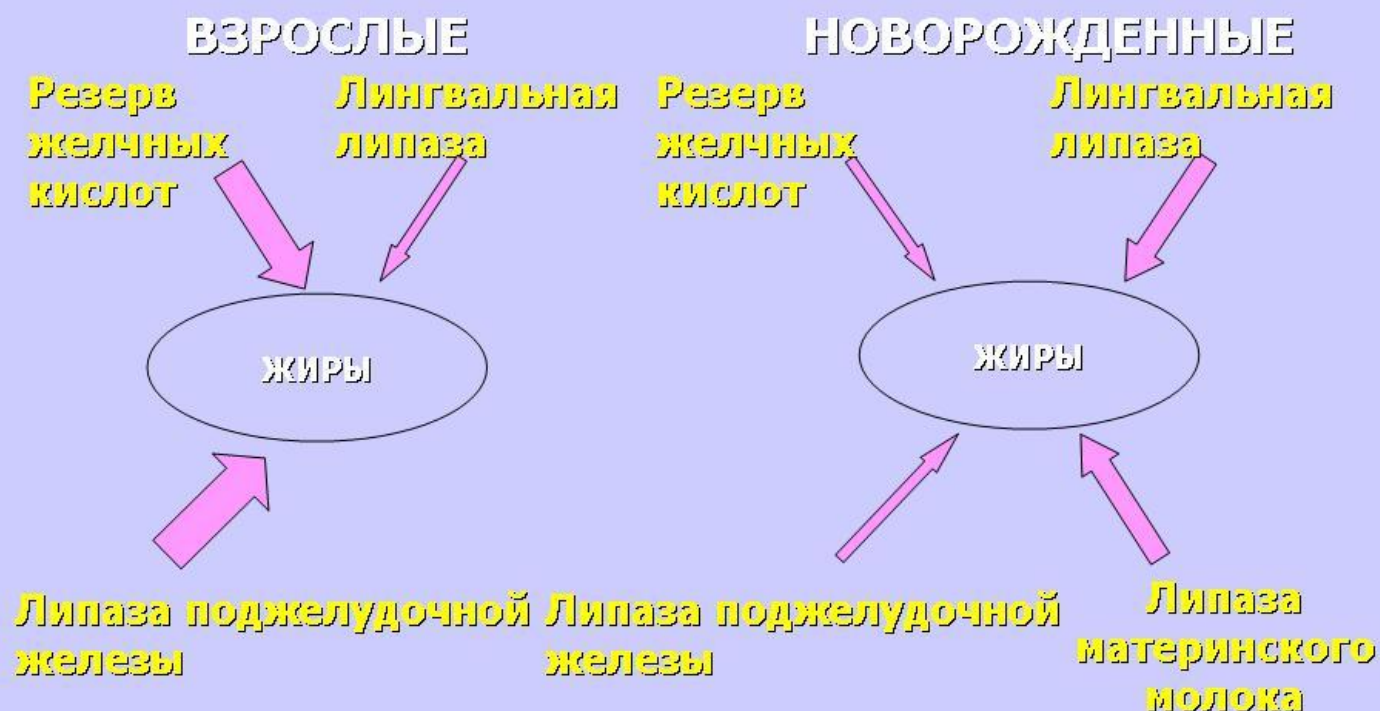 ВЗРОСЛЫЕ
Резерв
желчных
кислот
Лингвальная
липаза
ЖИРЫ
Липаза поджелудочной
железы
НОВОРОЖДЕННЫЕ
Резерв
желчных
кислот
Лингвальная
липаза
ЖИРЫ
Липаза поджелудочной
железы
Липаза
материнского
молока